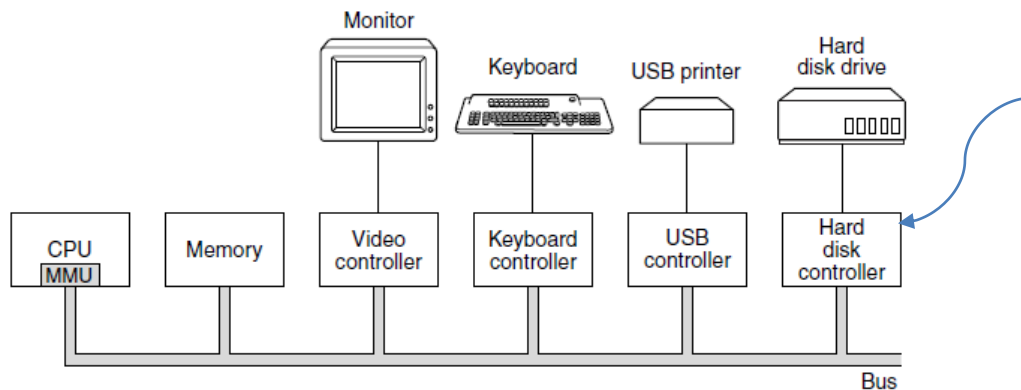 Monitor
Keyboard
USB printer
Hard
disk drive
CPU
MMU
Memory
Video
controller
Keyboard
controller
USB
controller
Hard
disk
controller
Bus